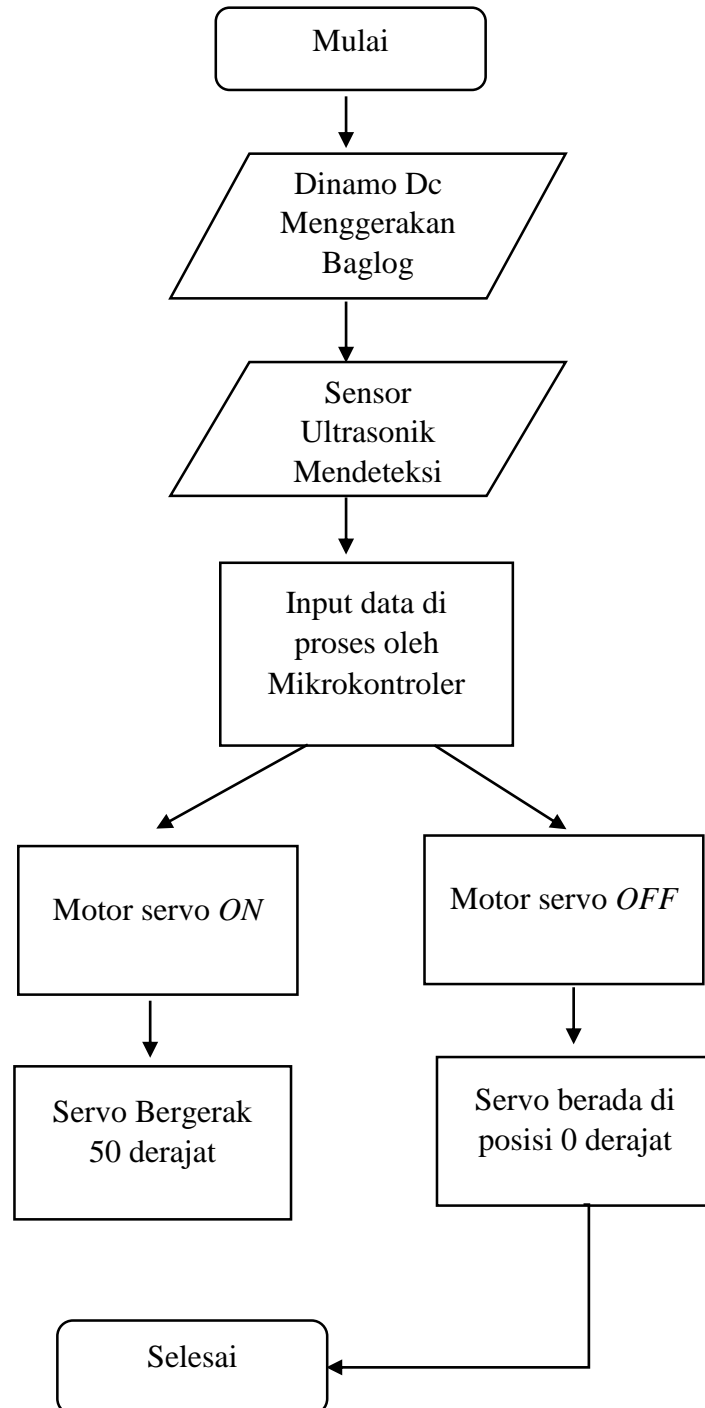 Mulai
Dinamo Dc
Menggerakan
Baglog
Sensor
Ultrasonik
Mendeteksi
Input data di
proses oleh
Mikrokontroler
Motor servo ON
Motor servo OFF
Servo Bergerak
50 derajat
Servo berada di
posisi 0 derajat
Selesai